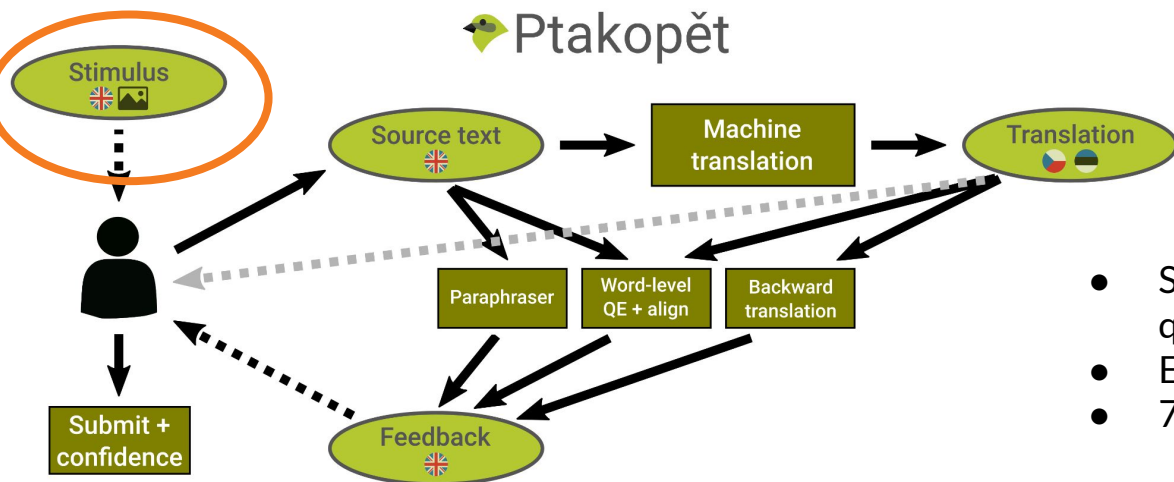 Ptakopět
Stimulus
Source text
Machine
translation
Translation
Paraphraser
Word-level
QE + align
Backward
translation
Submit +
confidence
Feedback